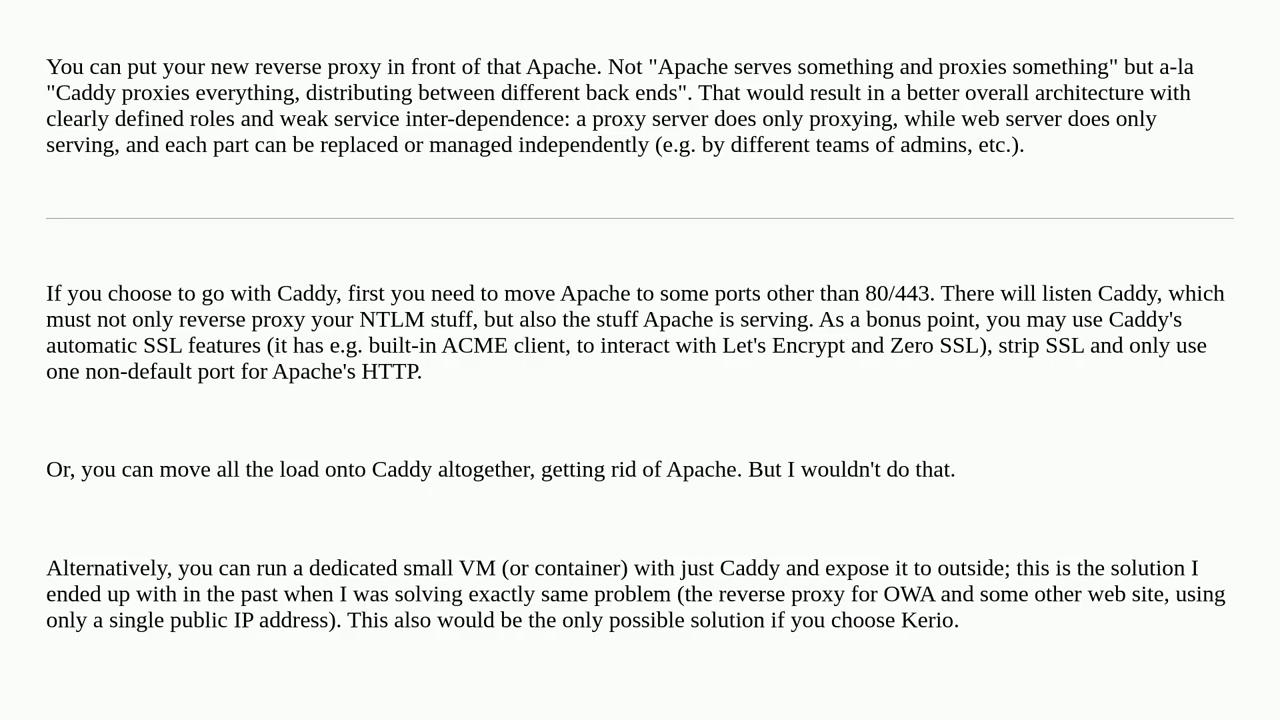 You can put your new reverse proxy in front of that Apache. Not "Apache serves something and proxies something" but a-la
"Caddy proxies everything, distributing between different back ends". That would result in a better overall architecture with
clearly defined roles and weak service inter-dependence: a proxy server does only proxying, while web server does only
serving, and each part can be replaced or managed independently (e.g. by different teams of admins, etc.).
If you choose to go with Caddy, first you need to move Apache to some ports other than 80/443. There will listen Caddy, which
must not only reverse proxy your NTLM stuff, but also the stuff Apache is serving. As a bonus point, you may use Caddy's
automatic SSL features (it has e.g. built-in ACME client, to interact with Let's Encrypt and Zero SSL), strip SSL and only use
one non-default port for Apache's HTTP.
Or, you can move all the load onto Caddy altogether, getting rid of Apache. But I wouldn't do that.
Alternatively, you can run a dedicated small VM (or container) with just Caddy and expose it to outside; this is the solution I
ended up with in the past when I was solving exactly same problem (the reverse proxy for OWA and some other web site, using
only a single public IP address). This also would be the only possible solution if you choose Kerio.